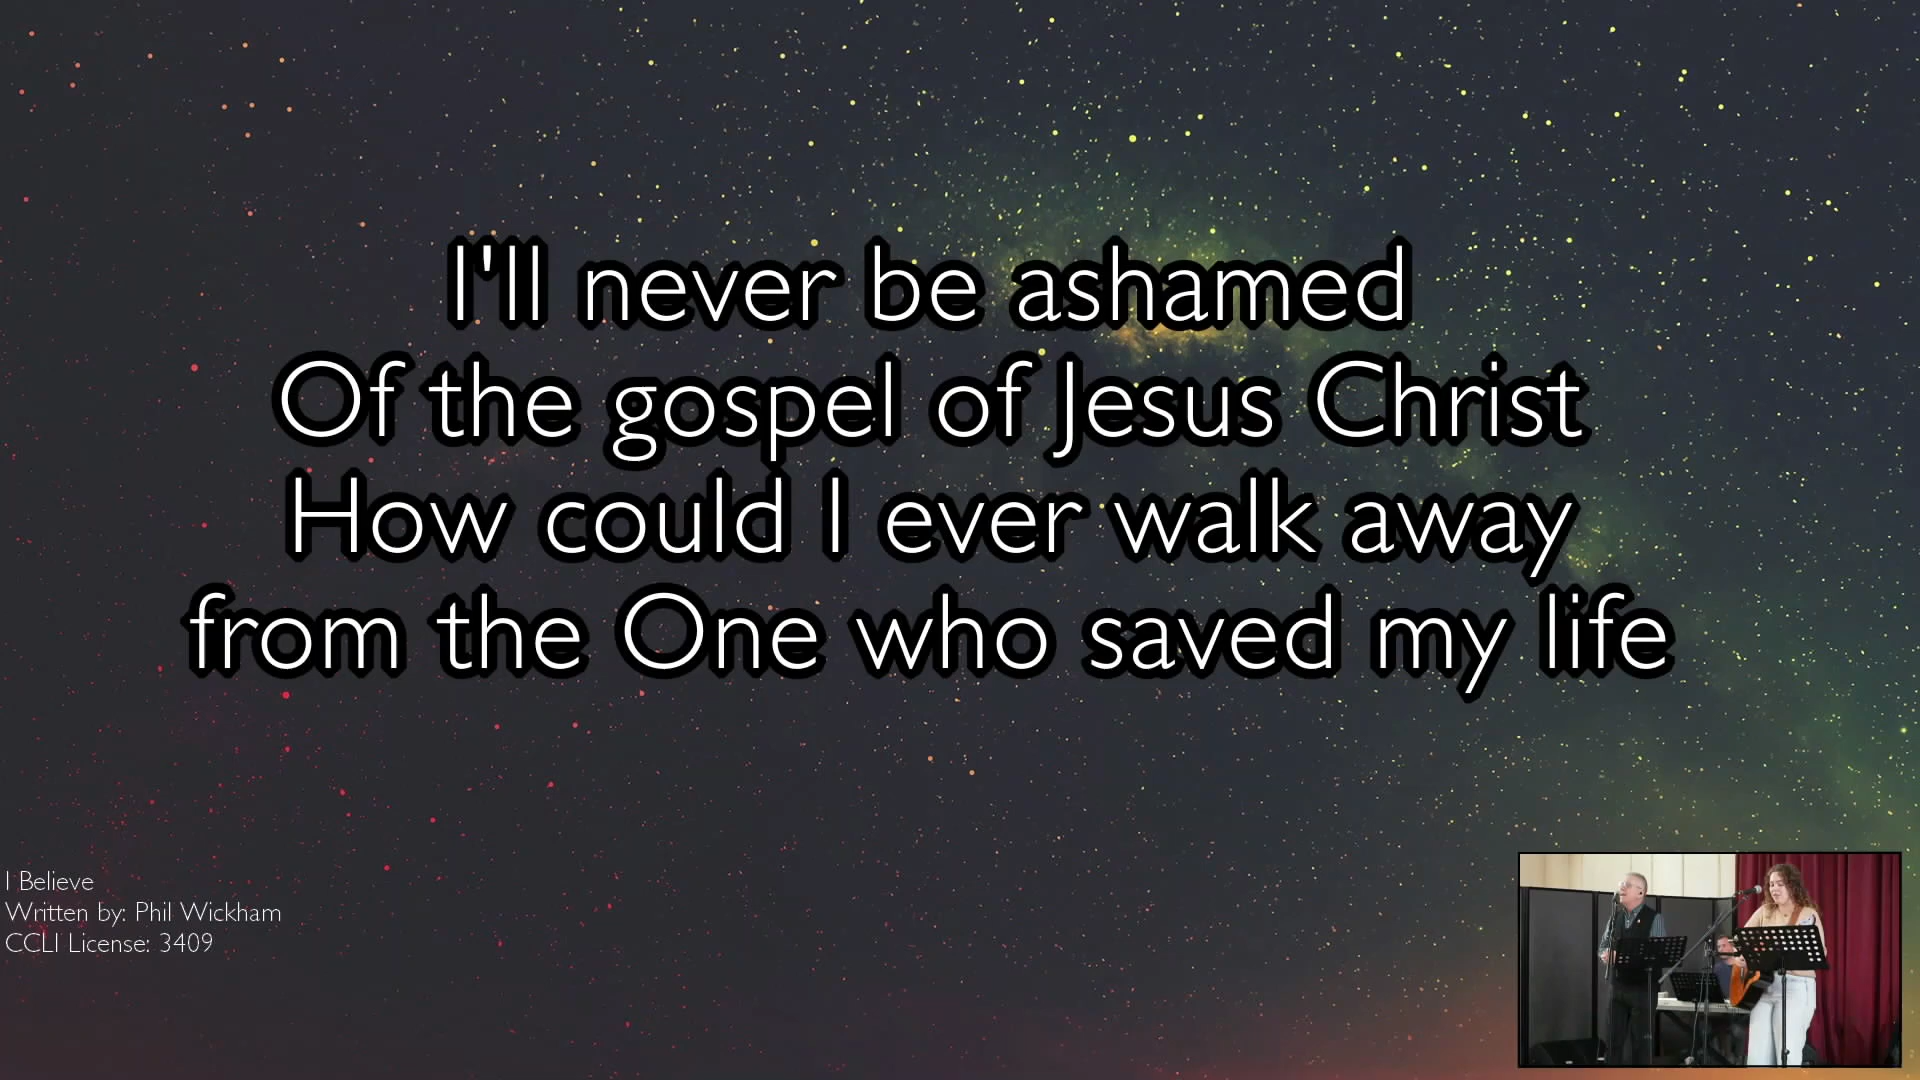 I'll never be ashamed
Of the gospel of Jesus Christ
How could I ever walk away
from the One who saved my life
I Believe
Written by: Phil Wickham
CCLI License: 3409